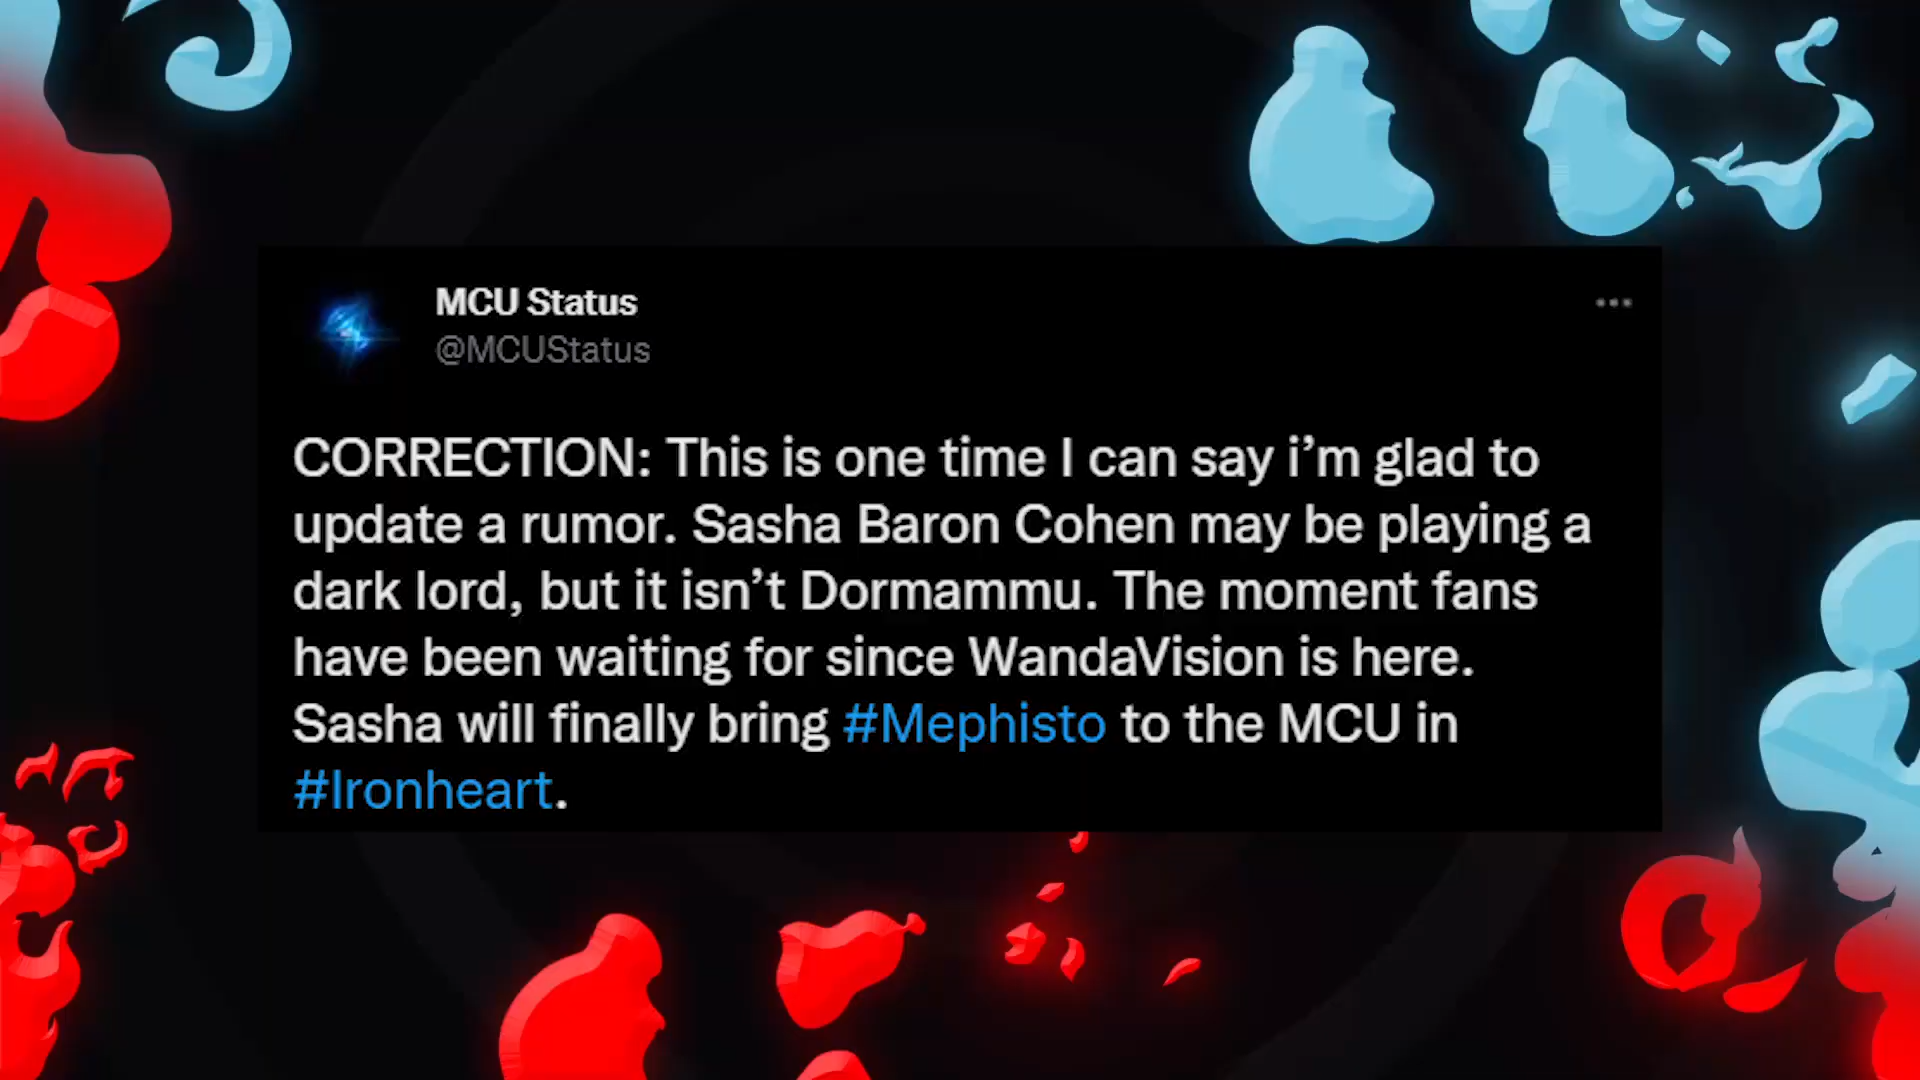 MCU Status
@MCUStatus
CORRECTION: This is one time I can say i’m glad to
update a rumor. Sasha Baron Cohen may be playing a
dark lord, but it isn’t Dormammu. The moment fans
have been waiting for since WandaVision is here.
Sasha will finally bring #Mephisto to the MCU in
#Ironheart.